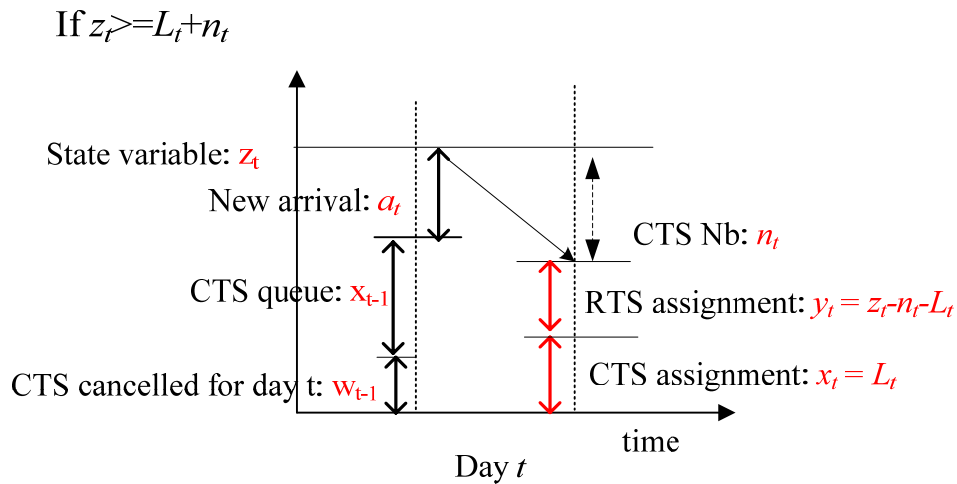 If z_t>=L_t+n_t
State variable: z_t
New arrival: a_t
CTS Nb: n_t
CTS queue: x_{t-1}
RTS assignment: y_t = z_t-n_t-L_t
CTS cancelled for day t: w_{t-1}
CTS assignment: x_t = L_t
time
Day t